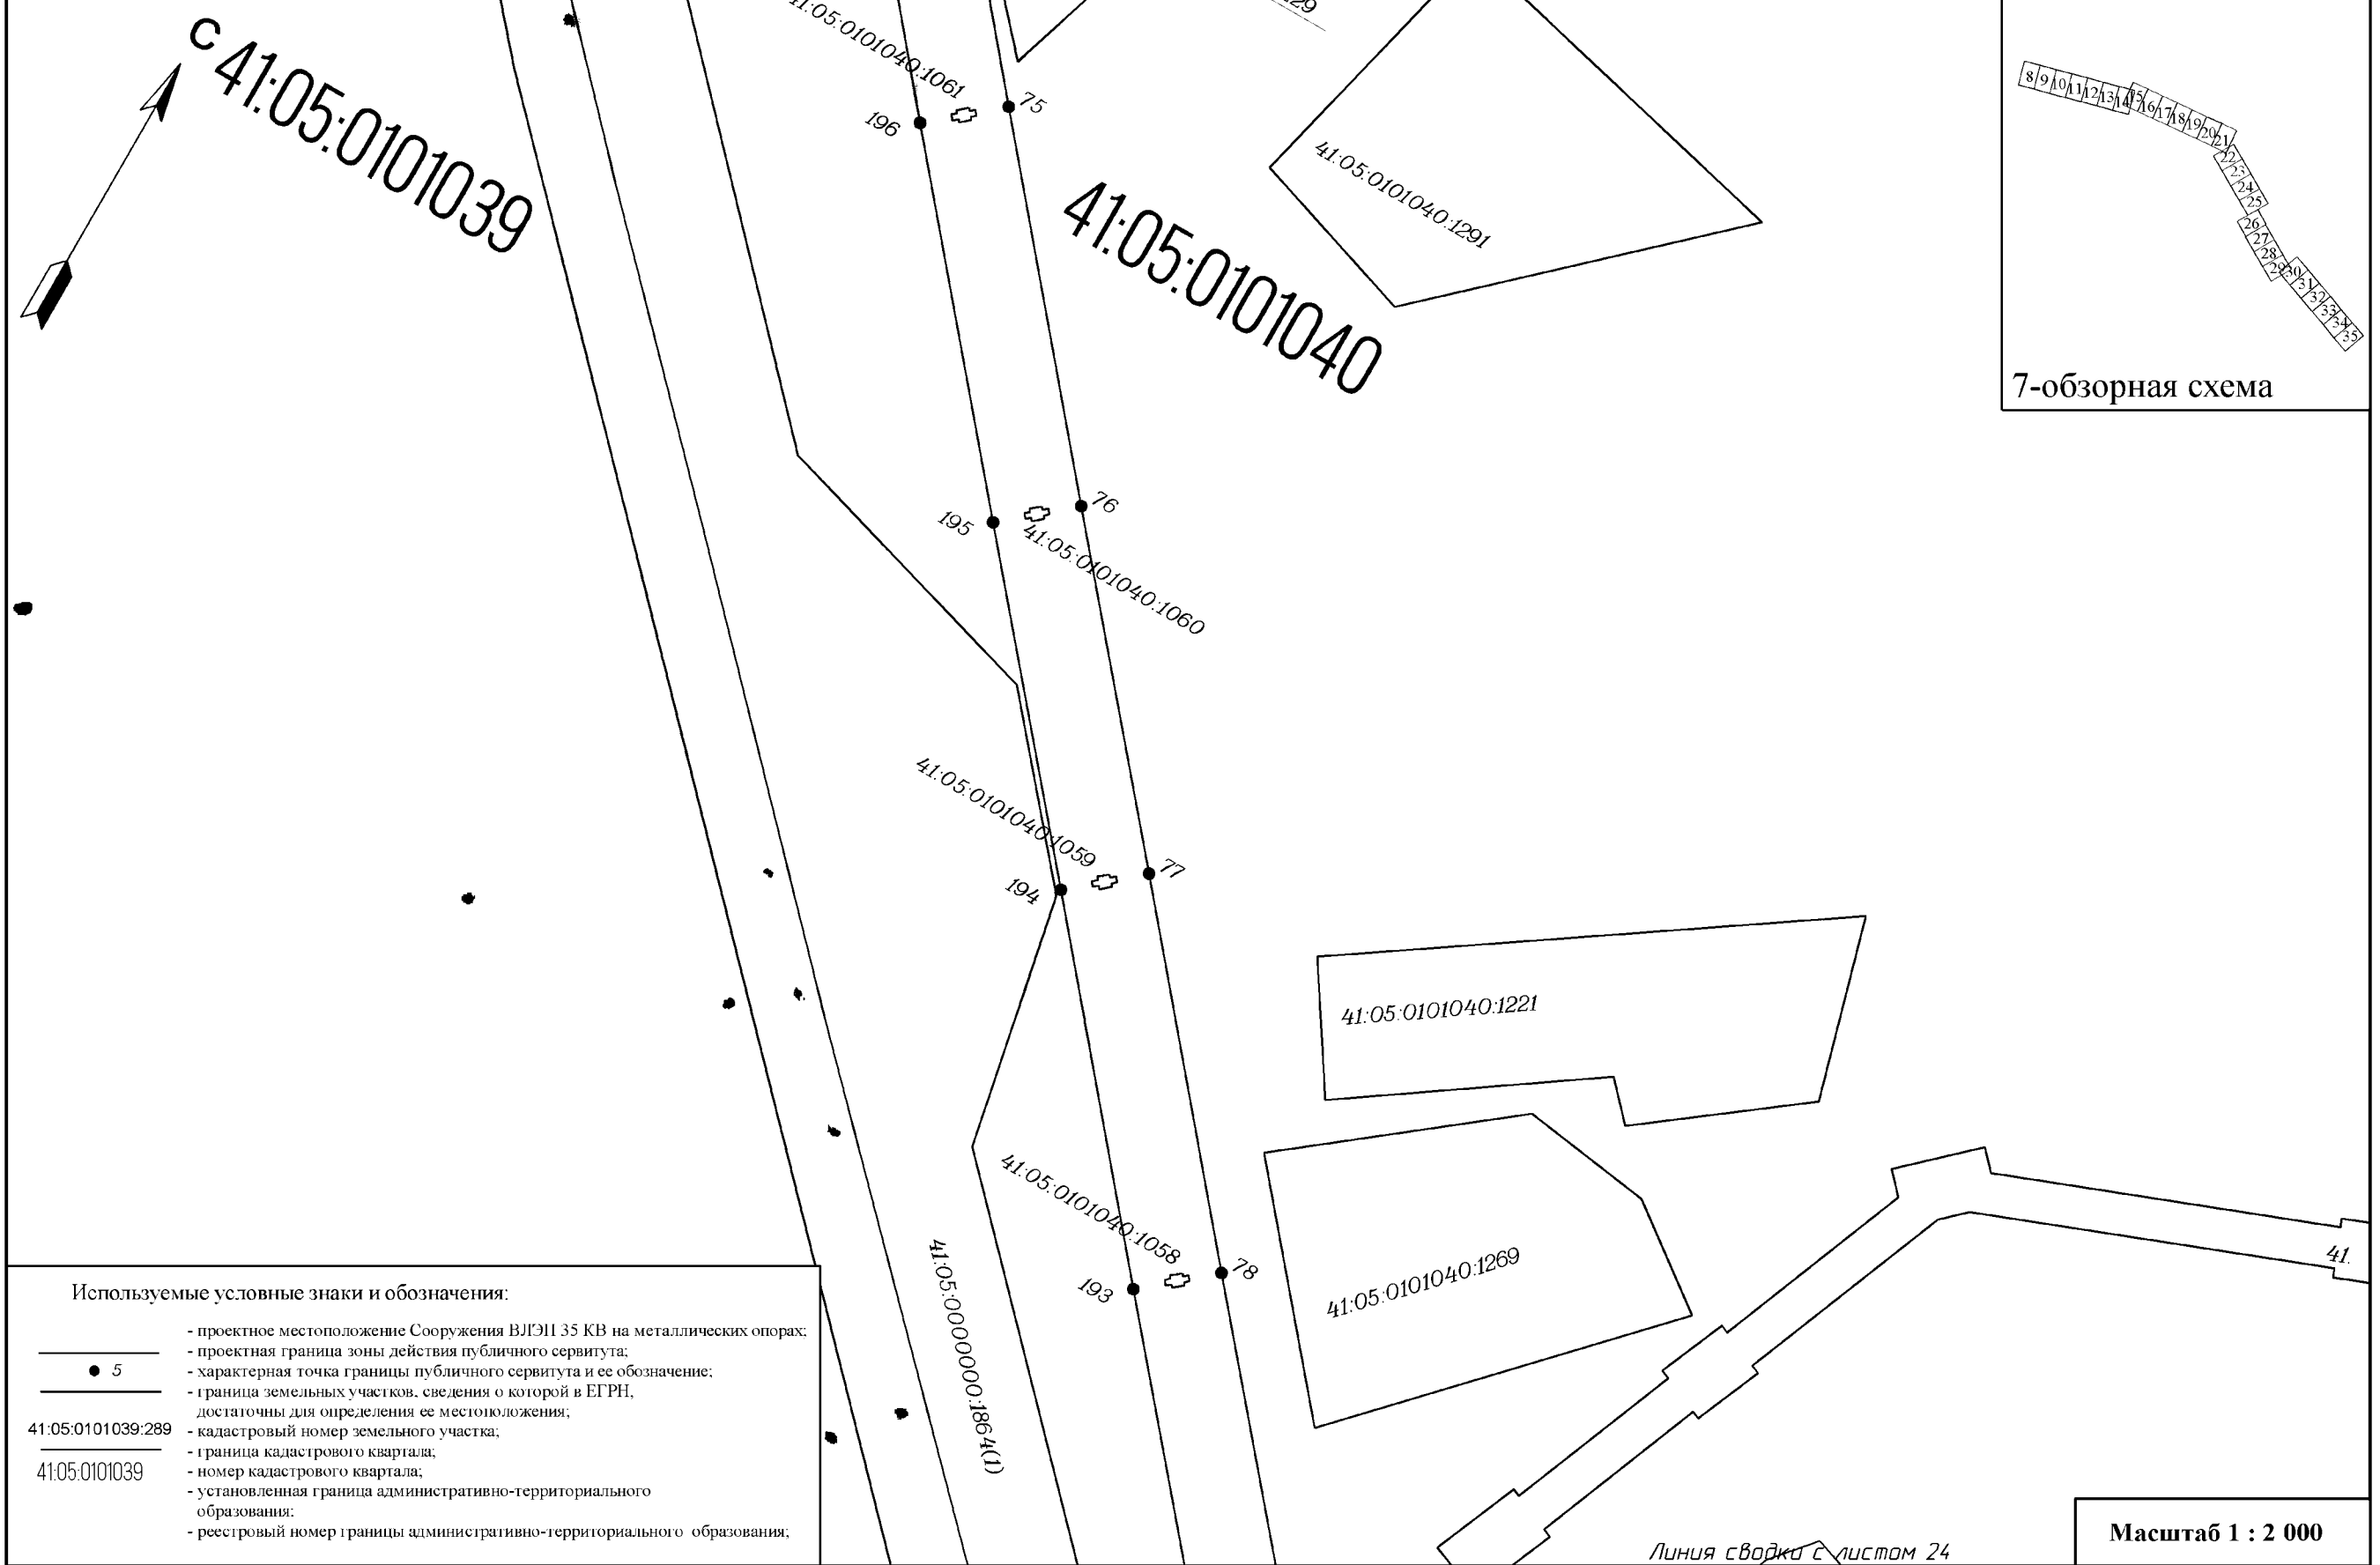 С
41:05:0101039
41:05:0101040:1061
29
75
196
41:05:0101040
41:05:0101040:1291
8 9 10 11 12 13 14 15 16 17 18 19 20 21
22
23
24
25
26
27
28
29 30
31
32
33
34
35
7-обзорная схема
195
76
41:05:0101040:1060
41:05:0101040:1059
194
77
41:05:0101040:1221
41:05:0101040:1058
193
78
41:05:0101040:1269
41:05:0000000:1864(1)
41.
Используемые условные знаки и обозначения:
- проектное местоположение Сооружения ВЛЭП 35 КВ на металлических опорах;
- проектная граница зоны действия публичного сервитута;
5 - характерная точка границы публичного сервитута и ее обозначение;
- граница земельных участков, сведения о которой в ЕГРН,
достаточны для определения ее местоположения;
41:05:0101039:289 - кадастровый номер земельного участка;
- граница кадастрового квартала;
41:05:0101039 - номер кадастрового квартала;
- установленная граница административно-территориального
образования;
- реестровый номер границы административно-территориального образования;
Линия сводки с листом 24
Масштаб 1 : 2 000